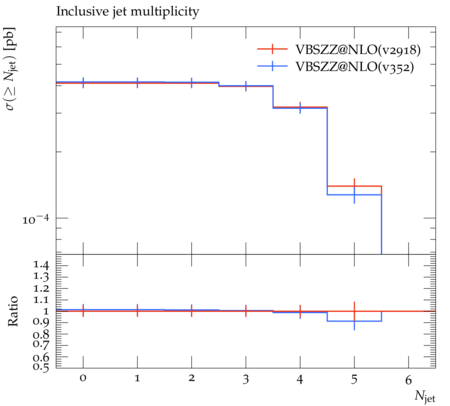 Inclusive jet multiplicity
σ(≥ Njet) [pb]
VBSZZ@NLO(v2918)
VBSZZ@NLO(v352)
10⁻⁴
Ratio
1.4
1.3
1.2
1.1
1
0.9
0.8
0.7
0.6
0.5
0 1 2 3 4 5 6
Njet